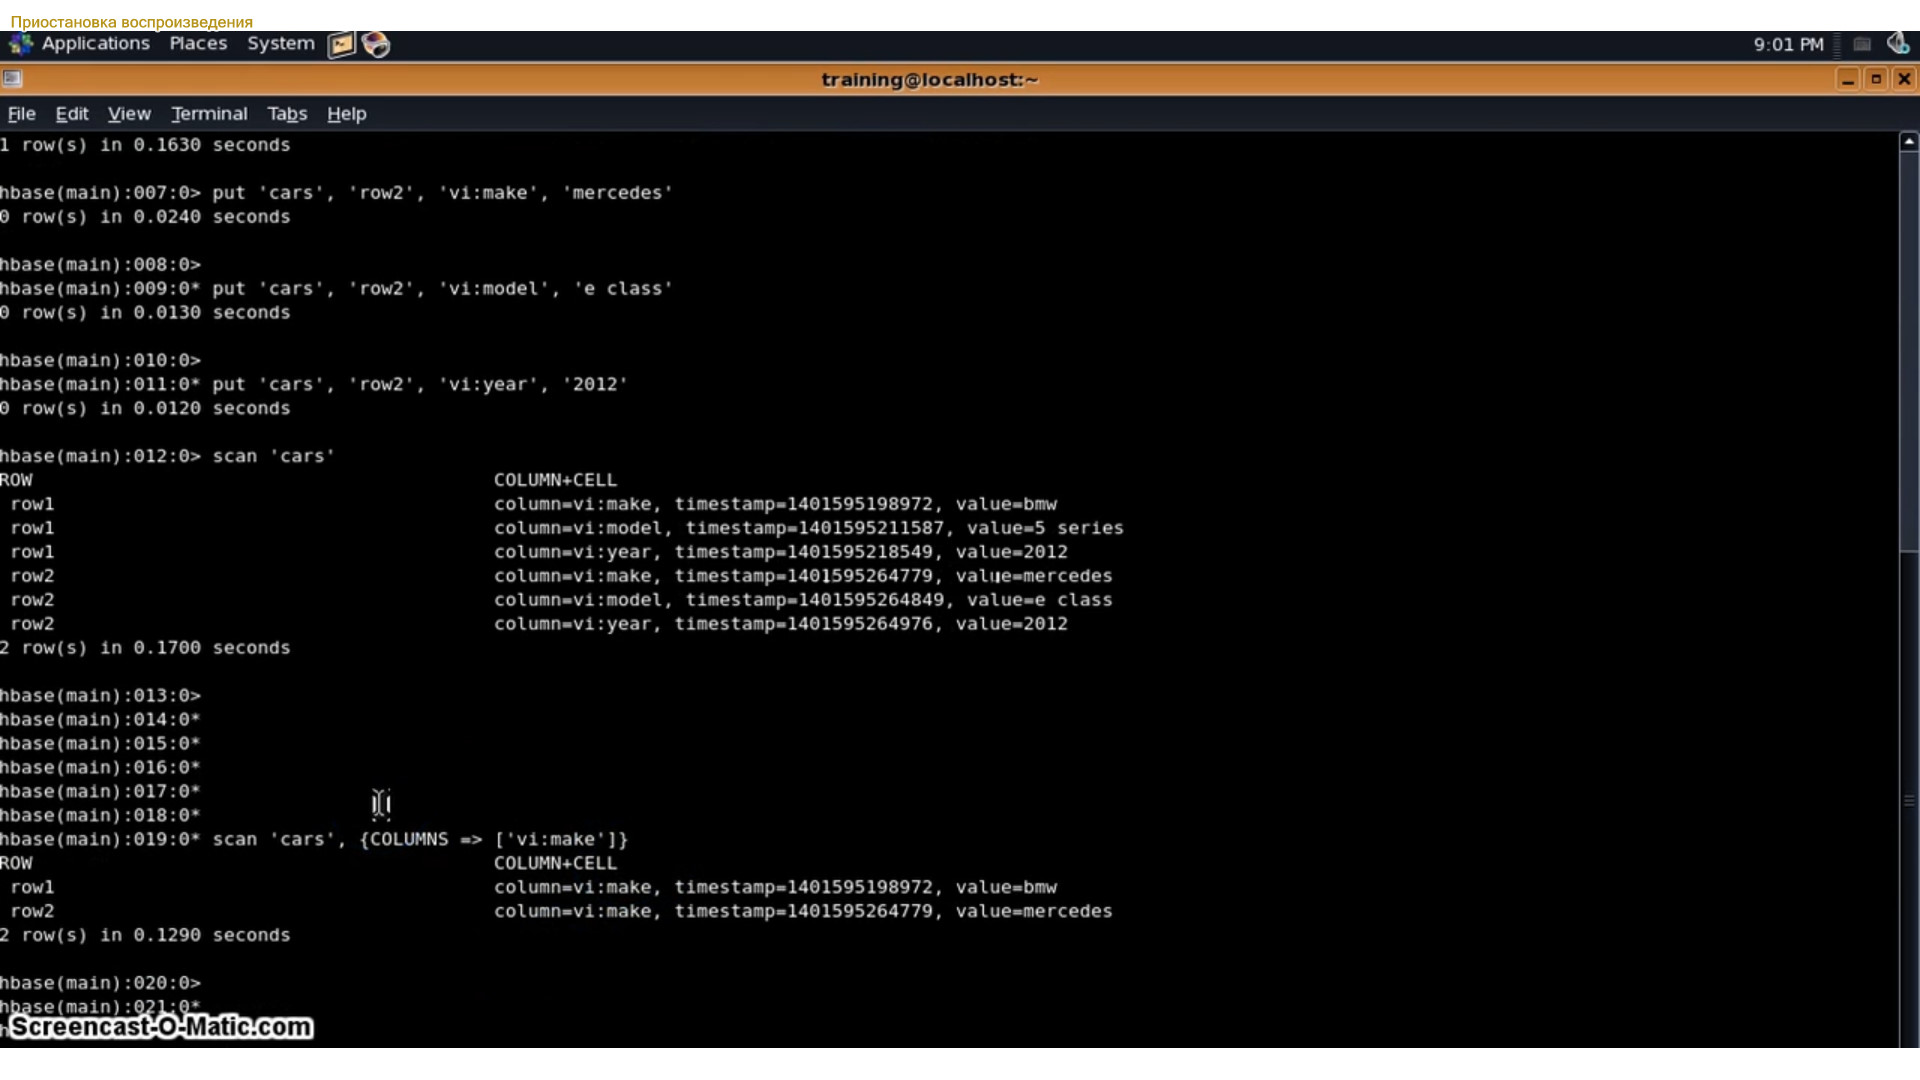 Приостановка воспроизведения
Applications Places System 9:01 PM
training@localhost:~
File Edit View Terminal Tabs Help
1 row(s) in 0.1630 seconds
hbase(main):007:0> put 'cars', 'row2', 'vi:make', 'mercedes'
0 row(s) in 0.0240 seconds
hbase(main):008:0>
hbase(main):009:0* put 'cars', 'row2', 'vi:model', 'e class'
0 row(s) in 0.0130 seconds
hbase(main):010:0>
hbase(main):011:0* put 'cars', 'row2', 'vi:year', '2012'
0 row(s) in 0.0120 seconds
hbase(main):012:0> scan 'cars'
ROW COLUMN+CELL
row1 column=vi:make, timestamp=1401595198972, value=bmw
row1 column=vi:model, timestamp=1401595211587, value=5 series
row1 column=vi:year, timestamp=1401595218549, value=2012
row2 column=vi:make, timestamp=1401595264779, value=mercedes
row2 column=vi:model, timestamp=1401595264849, value=e class
row2 column=vi:year, timestamp=1401595264976, value=2012
2 row(s) in 0.1700 seconds
hbase(main):013:0>
hbase(main):014:0*
hbase(main):015:0*
hbase(main):016:0*
hbase(main):017:0*
hbase(main):018:0*
hbase(main):019:0* scan 'cars', {COLUMNS => ['vi:make']}
ROW COLUMN+CELL
row1 column=vi:make, timestamp=1401595198972, value=bmw
row2 column=vi:make, timestamp=1401595264779, value=mercedes
2 row(s) in 0.1290 seconds
hbase(main):020:0>
hbase(main):021:0*
Screencast-O-Matic.com